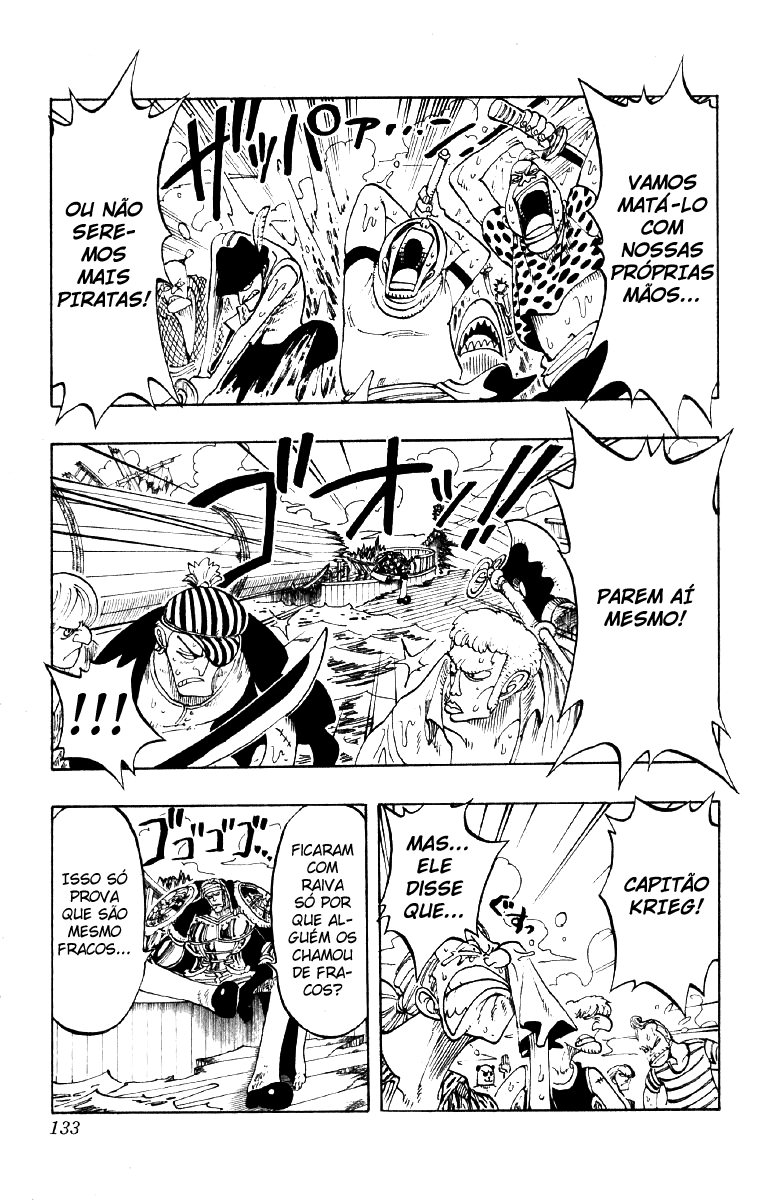 VAMOS
MATÁ-LO
COM
NOSSAS
PRÓPRIAS
MÃOS...
OU NÃO
SERE-
MOS
MAIS
PIRATAS!
ザッパァ…
PAREM AÍ
MESMO!
ゴオッ!!
!!!
CAPITÃO
KRIEG!
MAS...
ELE
DISSE
QUE...
ぐすっ
FICARAM
COM
RAIVA
SÓ POR
QUE AL-
GUÉM OS
CHAMOU
DE FRA-
COS?
ゴゴゴゴ…
ISSO SÓ
PROVA
QUE SÃO
MESMO
FRACOS...
133